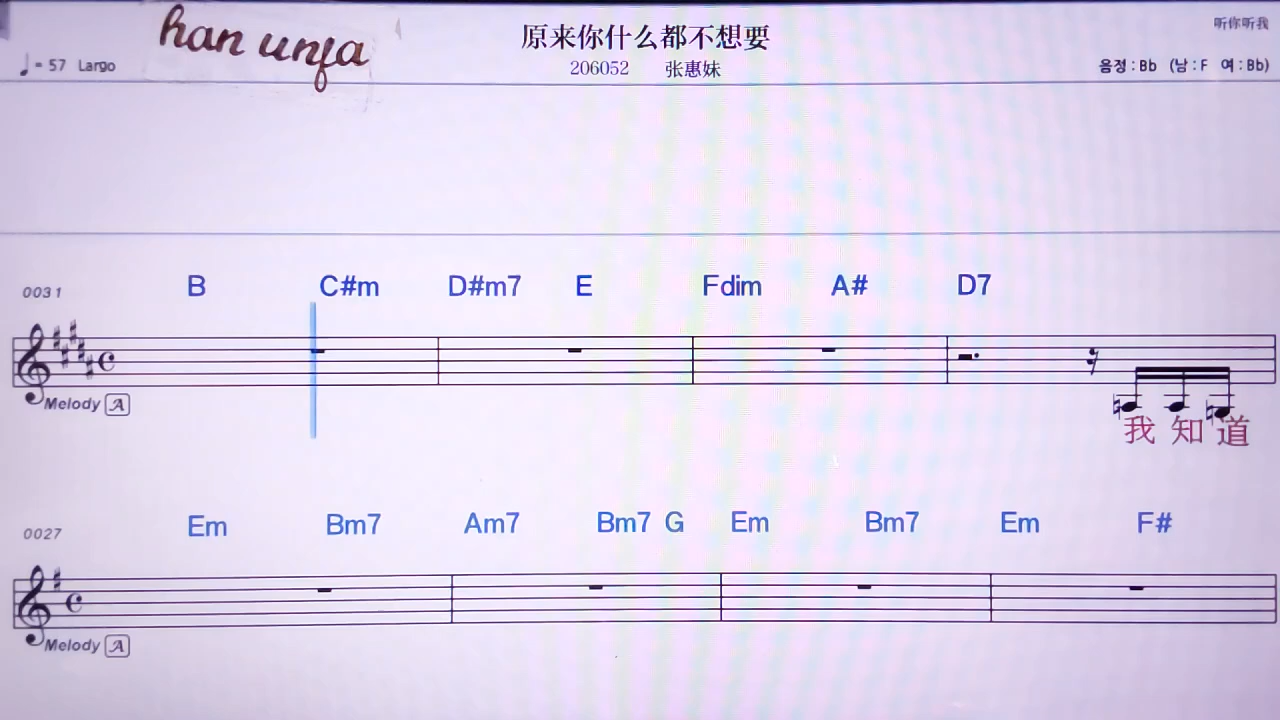 han unfa
原来你什么都不想要
听你听我
♩= 57 Largo
206052 张惠妹
음정 : Bb (남 : F 여 : Bb)
B C#m D#m7 E Fdim A# D7
0031
Melody A
我 知 道
Em Bm7 Am7 Bm7 G Em Bm7 Em F#
0027
Melody A